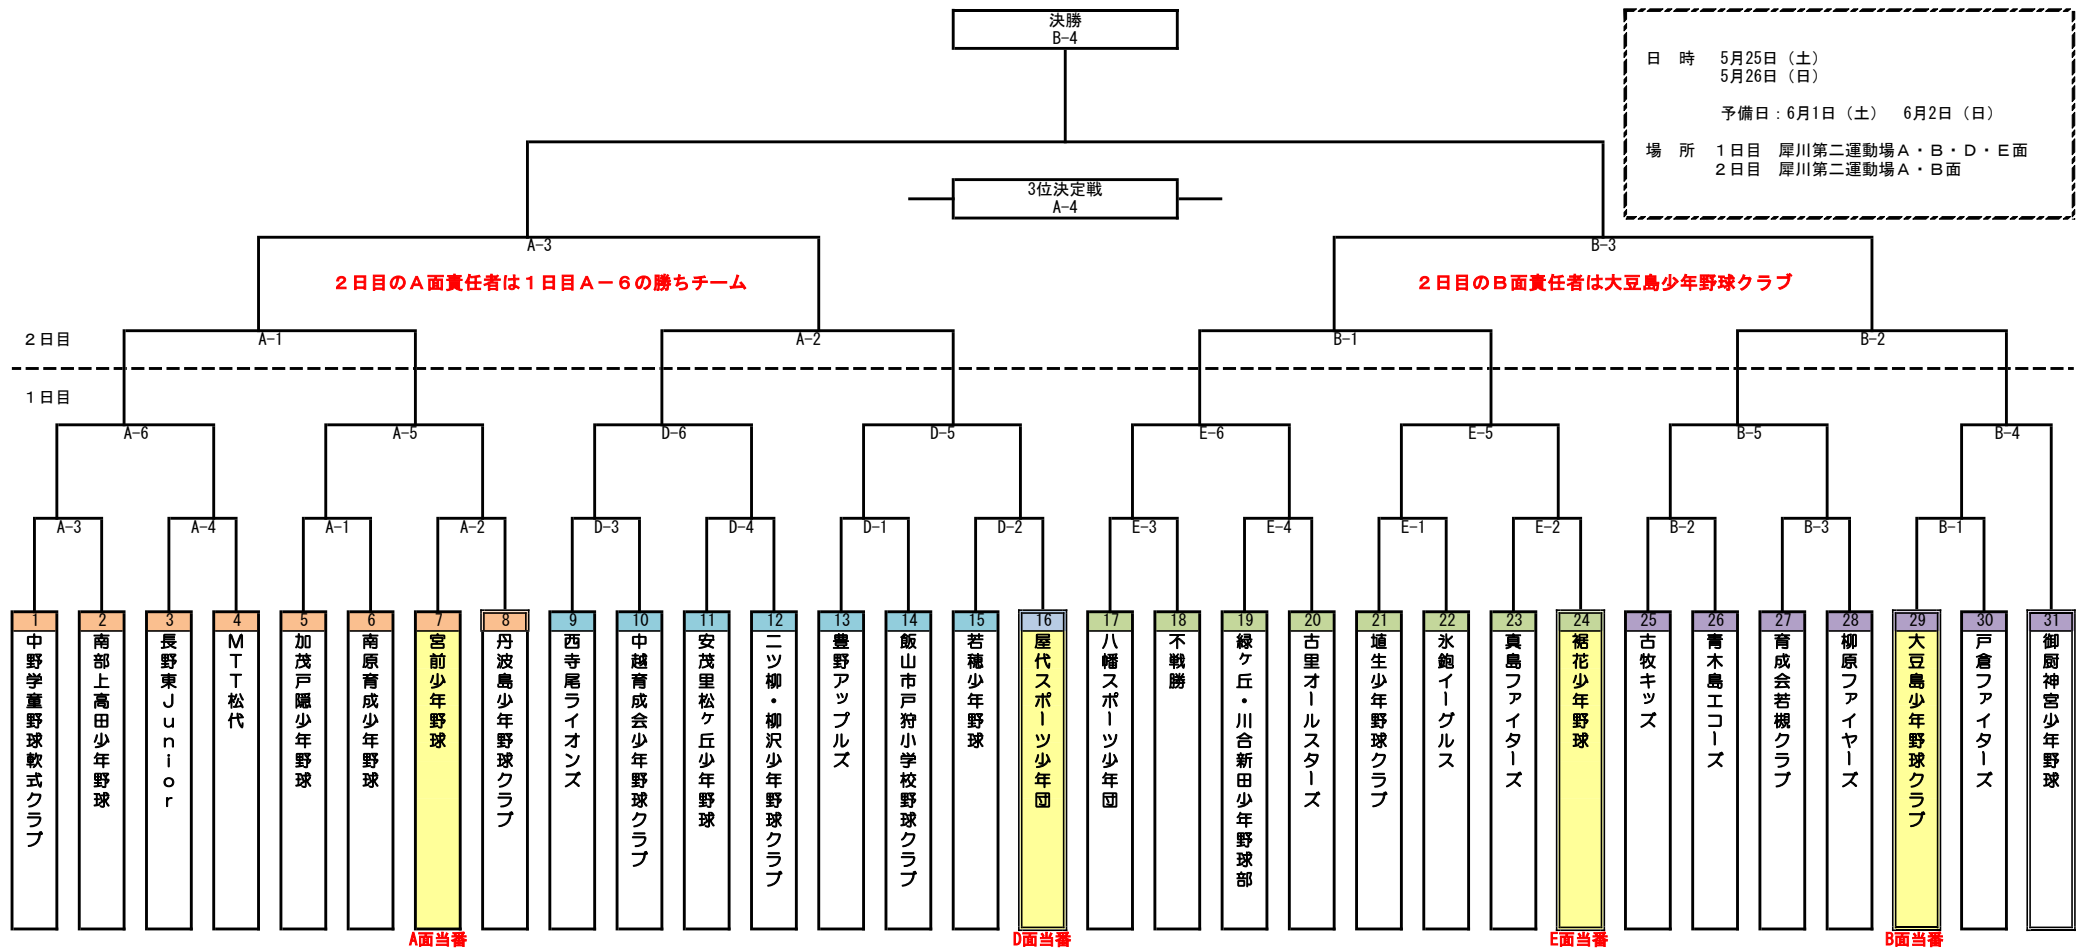 決勝
B-4
日　時　5月25日（土）
5月26日（日）
予備日：6月1日（土）　6月2日（日）
場　所　１日目　犀川第二運動場Ａ・Ｂ・Ｄ・Ｅ面
２日目　犀川第二運動場Ａ・Ｂ面
3位決定戦
A-4
A-3
B-3
２日目のＡ面責任者は１日目Ａ－６の勝ちチーム
２日目のＢ面責任者は大豆島少年野球クラブ
２日目
A-1
A-2
B-1
B-2
１日目
A-6
A-5
D-6
D-5
E-6
E-5
B-5
B-4
A-3
A-4
A-1
A-2
D-3
D-4
D-1
D-2
E-3
E-4
E-1
E-2
B-2
B-3
B-1
1
中野学童野球軟式クラブ
2
南部上高田少年野球
3
長野東Ｊｕｎｉｏｒ
4
ＭＴＴ松代
5
加茂戸隠少年野球
6
南原育成少年野球
7
宮前少年野球
8
丹波島少年野球クラブ
9
西寺尾ライオンズ
10
中越育成会少年野球クラブ
11
安茂里松ケ丘少年野球
12
二ツ柳・柳沢少年野球クラブ
13
豊野アップルズ
14
飯山市戸狩小学校野球クラブ
15
若穂少年野球
16
屋代スポーツ少年団
17
八幡スポーツ少年団
18
不戦勝
19
緑ケ丘・川合新田少年野球部
20
古里オールスターズ
21
埴生少年野球クラブ
22
氷鉋イーグルス
23
真島ファイターズ
24
裾花少年野球
25
古牧キッズ
26
青木島エコーズ
27
育成会若槻クラブ
28
柳原ファイヤーズ
29
大豆島少年野球クラブ
30
戸倉ファイターズ
31
御厨神宮少年野球
A面当番
D面当番
E面当番
B面当番